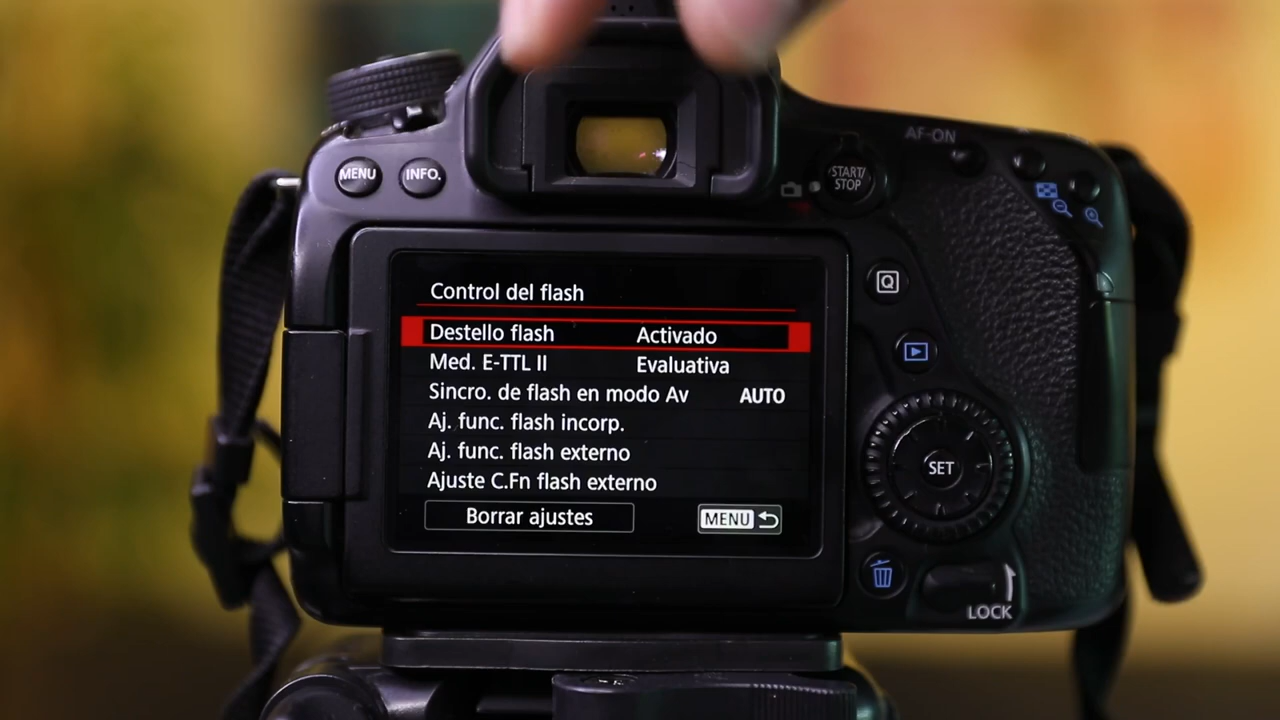 AF-ON
MENU
INFO.
START/
STOP
Q
Control del flash
Destello flash Activado
Med. E-TTL II Evaluativa
Sincro. de flash en modo Av AUTO
Aj. func. flash incorp.
Aj. func. flash externo
Ajuste C.Fn flash externo
Borrar ajustes MENU
SET
LOCK